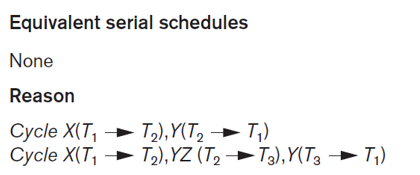 Equivalent serial schedules
None
Reason
Cycle X(T₁ → T₂),Y(T₂ → T₁)
Cycle X(T₁ → T₂),YZ (T₂ → T₃),Y(T₃ → T₁)